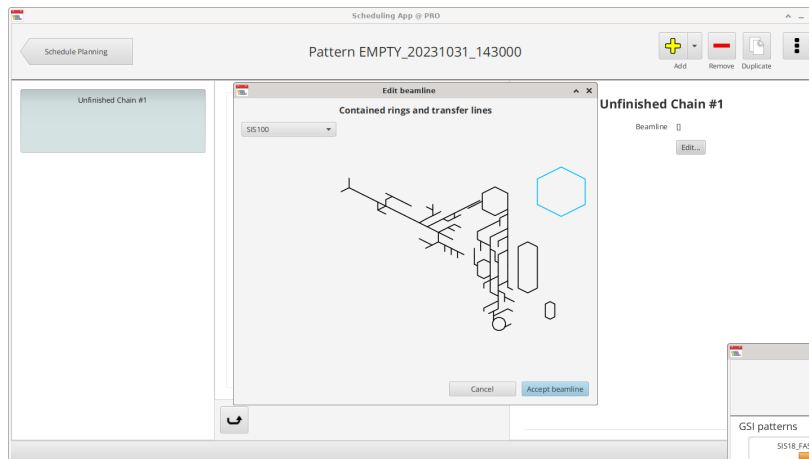 Scheduling App @ PRO
Schedule Planning
Pattern EMPTY_20231031_143000
Add
Remove
Duplicate
Unfinished Chain #1
Edit beamline
Contained rings and transfer lines
SIS100
Cancel
Accept beamline
Unfinished Chain #1
Beamline []
Edit...
GSI patterns
SIS18_FAS